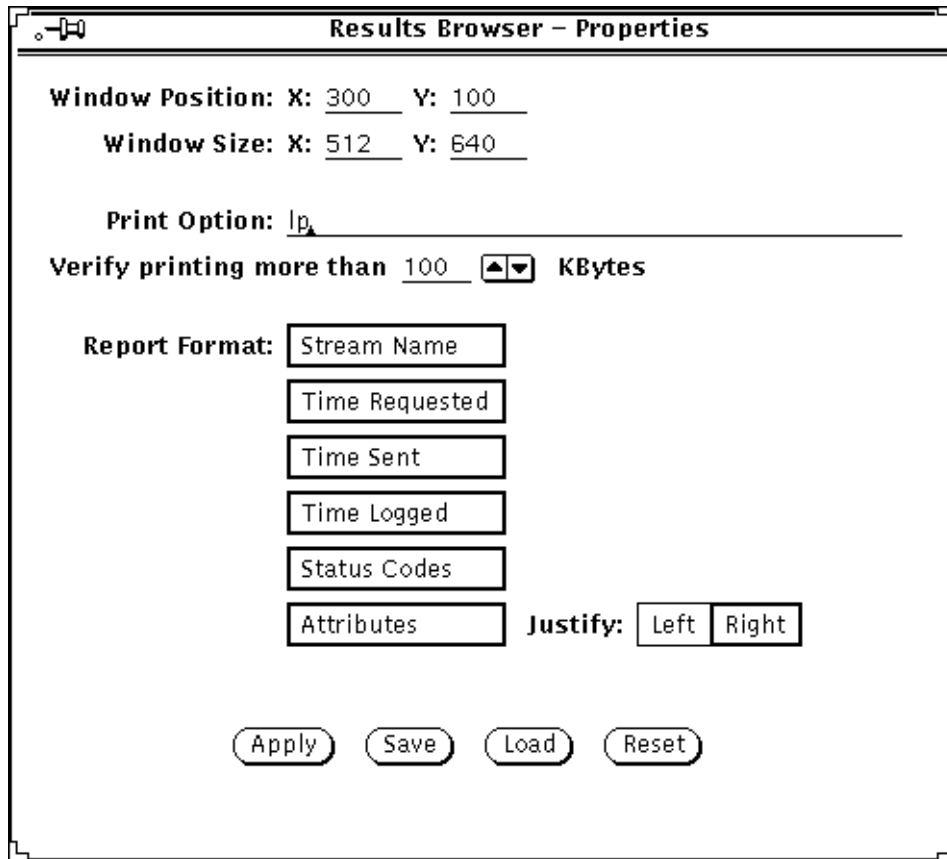 Results Browser – Properties
Window Position: X: 300 Y: 100
Window Size: X: 512 Y: 640
Print Option: lp
Verify printing more than 100 KBytes
Report Format: Stream Name
Time Requested
Time Sent
Time Logged
Status Codes
Attributes Justify: Left Right
Apply Save Load Reset